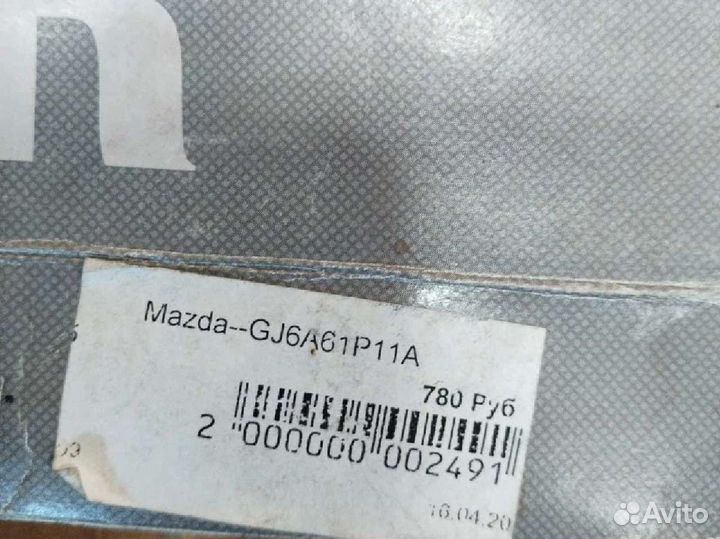 Mazda--GJ6A61P11A
780 Руб
2 000000 002491
16.04.20
Avito